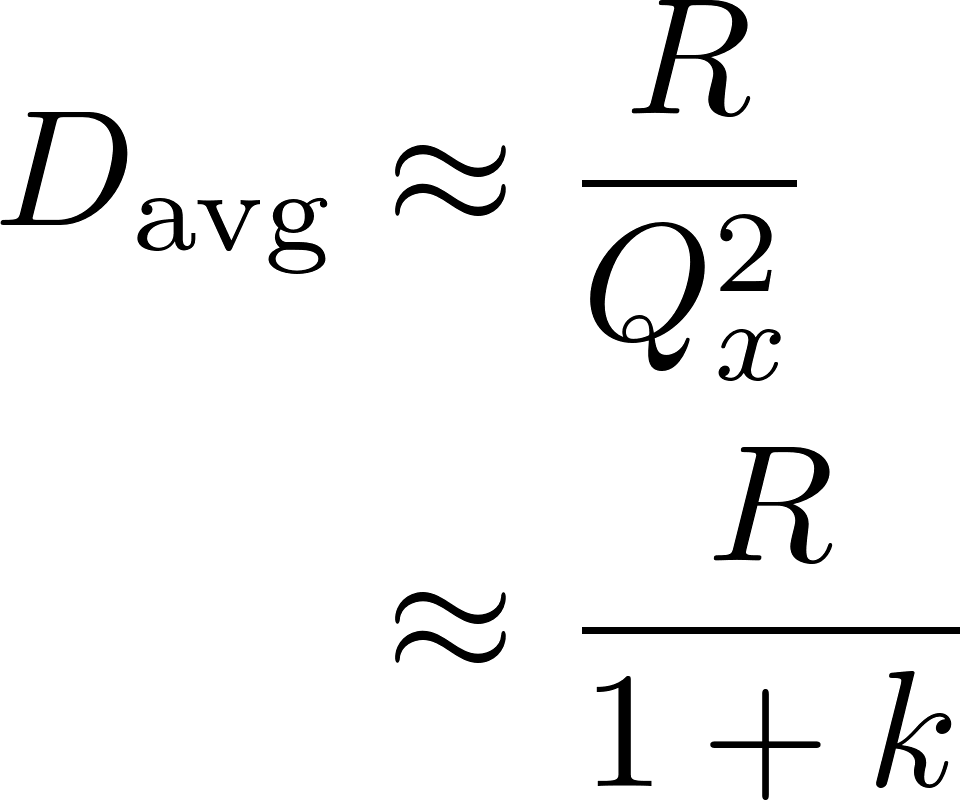 D_avg ≈ R / Q_x^2
≈ R / (1 + k)